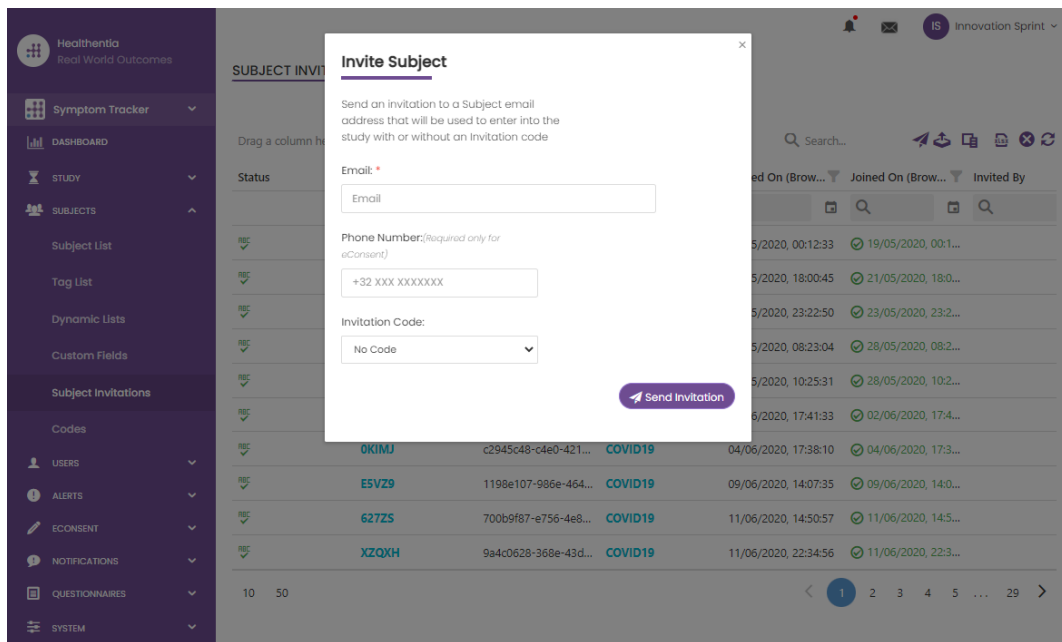 Healthentia
Real World Outcomes
IS Innovation Sprint
SUBJECT INVIT
Symptom Tracker
DASHBOARD
STUDY
SUBJECTS
Subject List
Tag List
Dynamic Lists
Custom Fields
Subject Invitations
Codes
USERS
ALERTS
ECONSENT
NOTIFICATIONS
QUESTIONNAIRES
SYSTEM
Invite Subject
×
Send an invitation to a Subject email
address that will be used to enter into the
study with or without an Invitation code
Email: *
Email
Phone Number:(Required only for
eConsent)
+32 XXX XXXXXXX
Invitation Code:
No Code
Send Invitation
Drag a column he
Search...
Status ed On (Brow... Joined On (Brow... Invited By
ABC 5/2020, 00:12:33 19/05/2020, 00:1...
ABC 5/2020, 18:00:45 21/05/2020, 18:0...
ABC 5/2020, 23:22:50 23/05/2020, 23:2...
ABC 5/2020, 08:23:04 28/05/2020, 08:2...
ABC 5/2020, 10:25:31 28/05/2020, 10:2...
ABC 6/2020, 17:41:33 02/06/2020, 17:4...
ABC 0KIMJ c2945c48-c4e0-421... COVID19 04/06/2020, 17:38:10 04/06/2020, 17:3...
ABC E5VZ9 1198e107-986e-464... COVID19 09/06/2020, 14:07:35 09/06/2020, 14:0...
ABC 627ZS 700b9f87-e756-4e8... COVID19 11/06/2020, 14:50:57 11/06/2020, 14:5...
ABC XZQXH 9a4c0628-368e-43d... COVID19 11/06/2020, 22:34:56 11/06/2020, 22:3...
10 50
1 2 3 4 5 ... 29